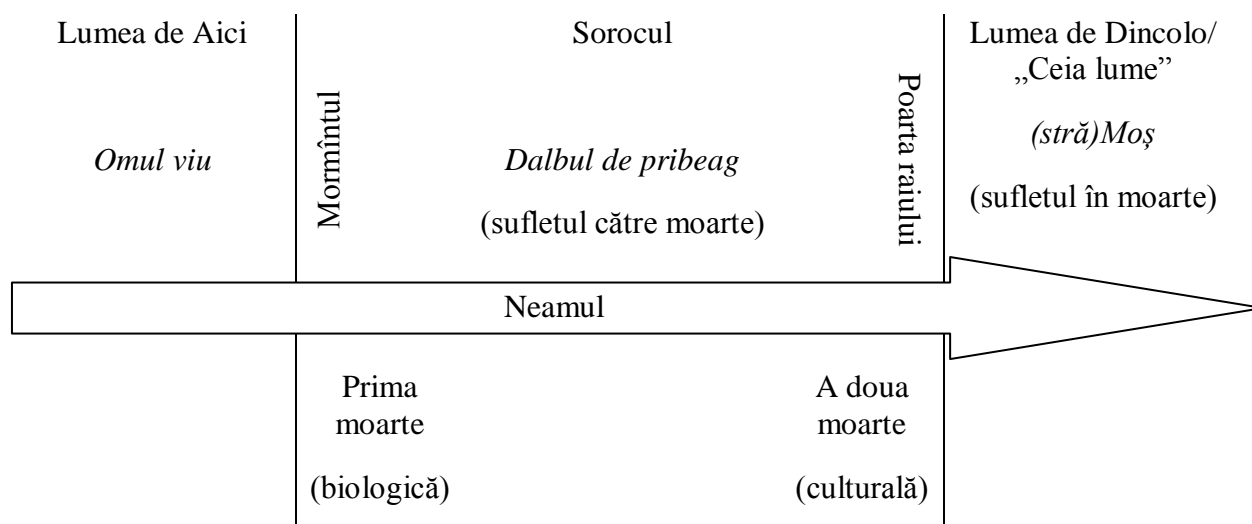 Lumea de Aici
Sorocul
Lumea de Dincolo/
„Ceia lume”
Mormîntul
Poarta raiului
Omul viu
Dalbul de pribeag
(stră)Moș
(sufletul către moarte)
(sufletul în moarte)
Neamul
Prima
moarte
(biologică)
A doua
moarte
(culturală)